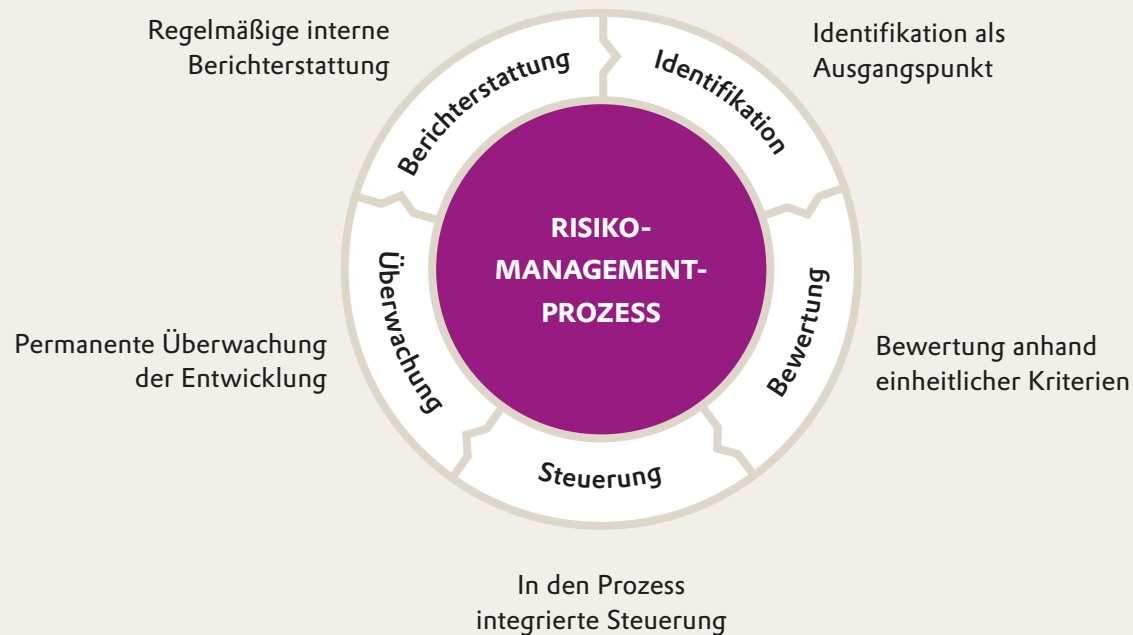 Regelmäßige interne
Berichterstattung
Identifikation als
Ausgangspunkt
Berichterstattung
Identifikation
RISIKO-
MANAGEMENT-
PROZESS
Überwachung
Bewertung
Permanente Überwachung
der Entwicklung
Bewertung anhand
einheitlicher Kriterien
Steuerung
In den Prozess
integrierte Steuerung